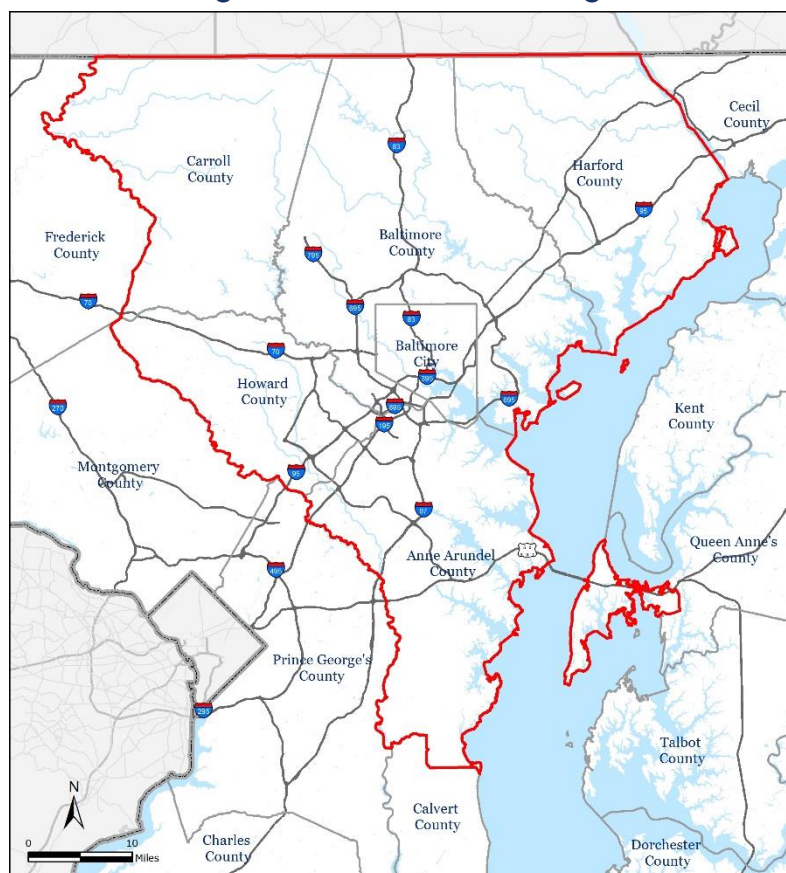 Cecil
County
83
Carroll
County
Harford
County
95
Frederick
County
Baltimore
County
795
70
695
83
70
Baltimore
City
395
Howard
County
270
695
195
Kent
County
Montgomery
County
95
97
Anne Arundel
County
Queen Anne's
County
495
Prince George's
County
295
Talbot
County
N
Calvert
County
Charles
County
Dorchester
County
0
10
Miles